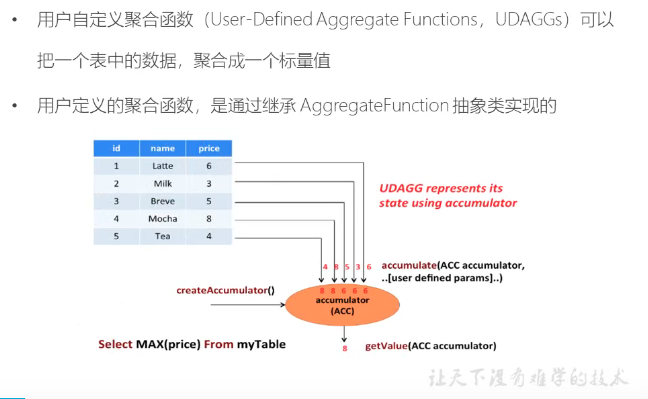 • 用户自定义聚合函数（User-Defined Aggregate Functions，UDAGGs）可以
把一个表中的数据，聚合成一个标量值
• 用户定义的聚合函数，是通过继承 AggregateFunction 抽象类实现的
id name price
1 Latte 6
2 Milk 3
3 Breve 5
4 Mocha 8
5 Tea 4
UDAGG represents its
state using accumulator
4 8 5 3 6
accumulate(ACC accumulator,
..[user defined params]..)
createAccumulator()
8 8 6 6 6
accumulator
(ACC)
Select MAX(price) From myTable
8
getValue(ACC accumulator)
让天下没有难学的技术